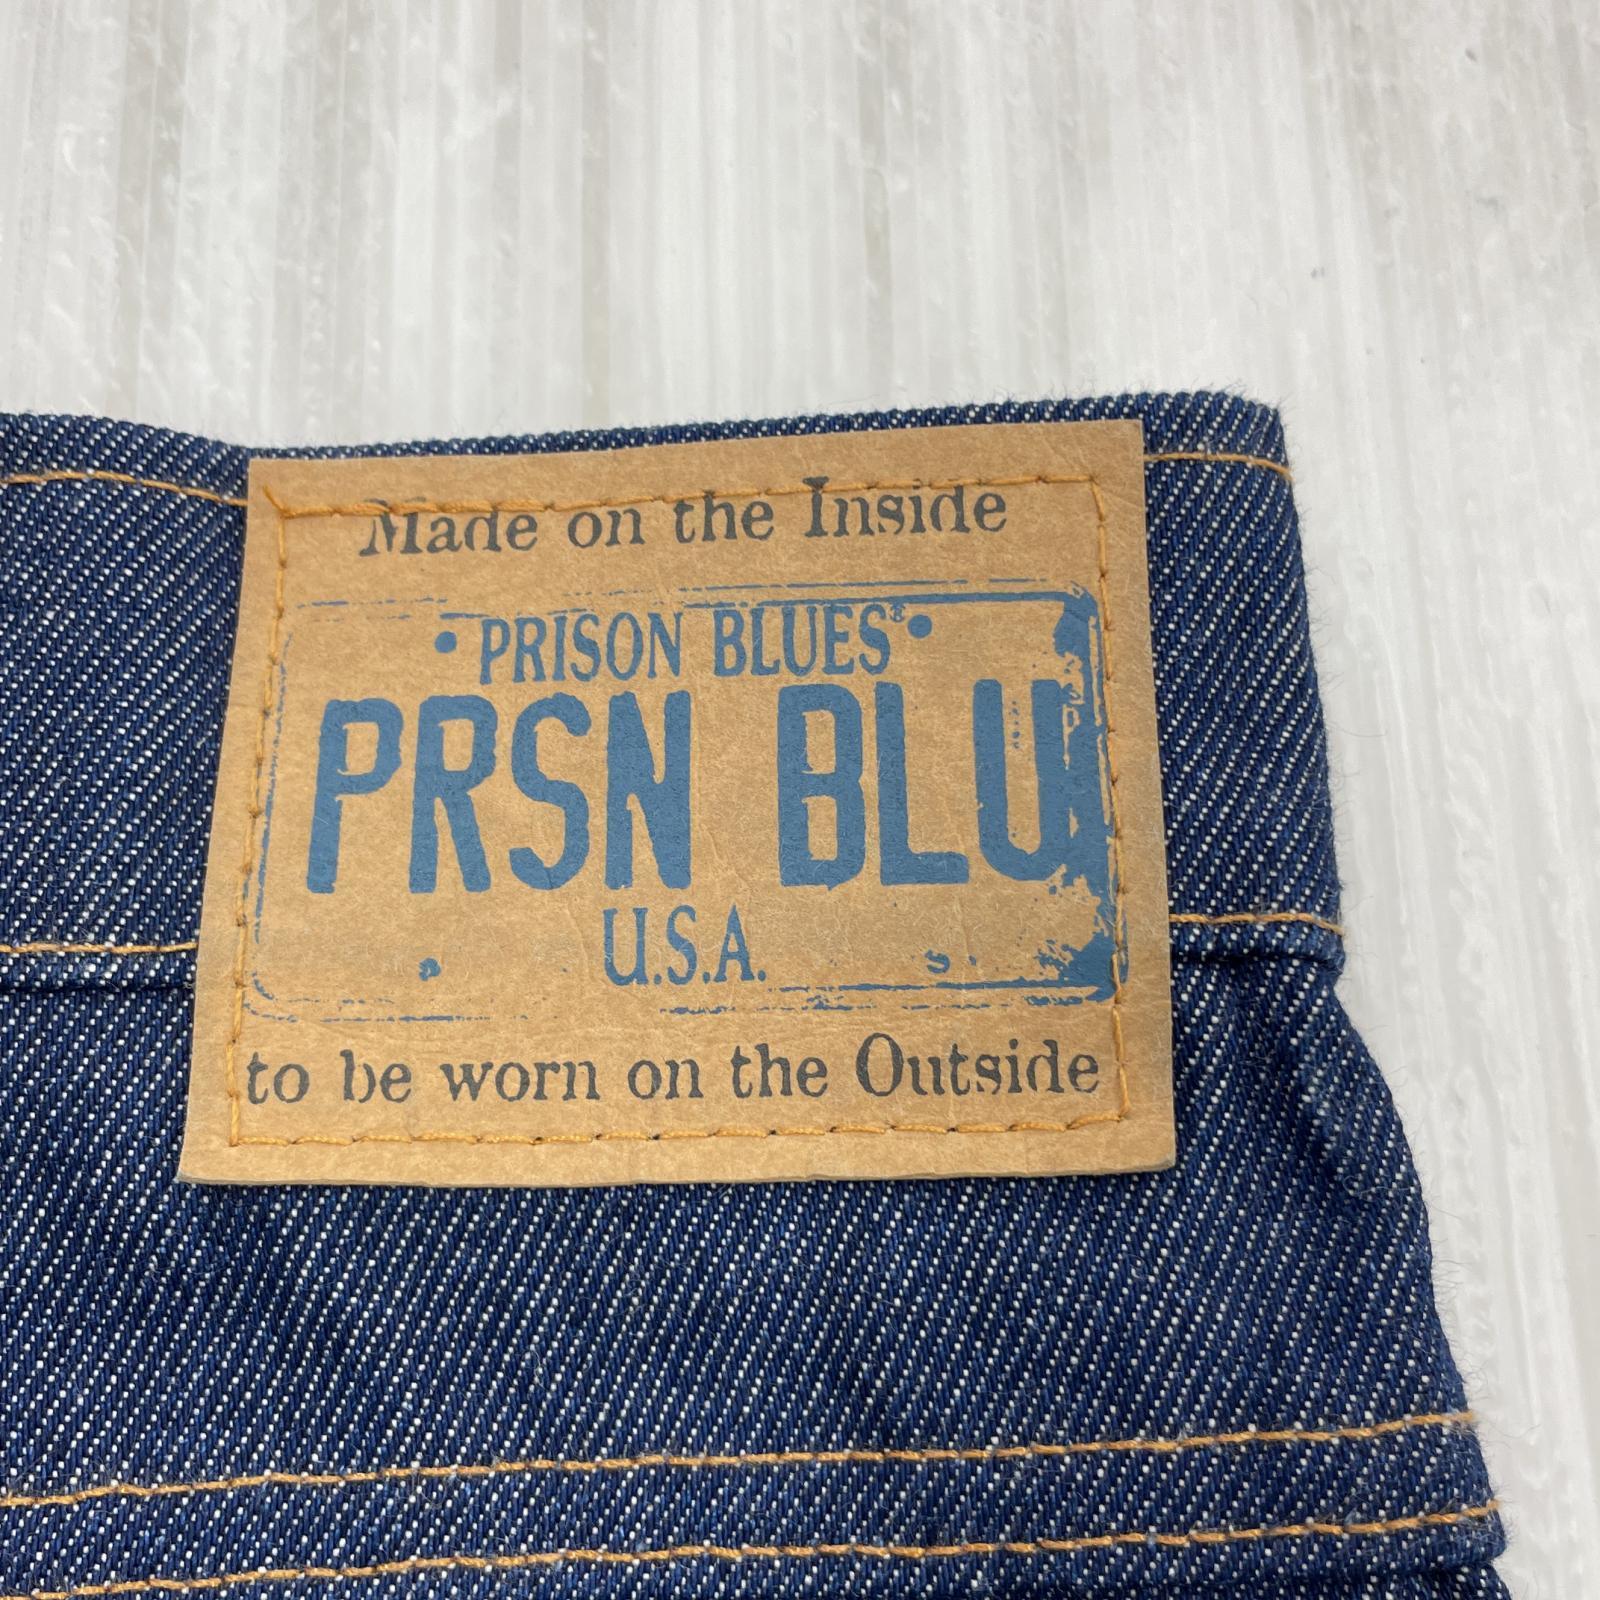 Made on the Inside
PRISON BLUES®
PRSN BLU
U.S.A.
to be worn on the Outside